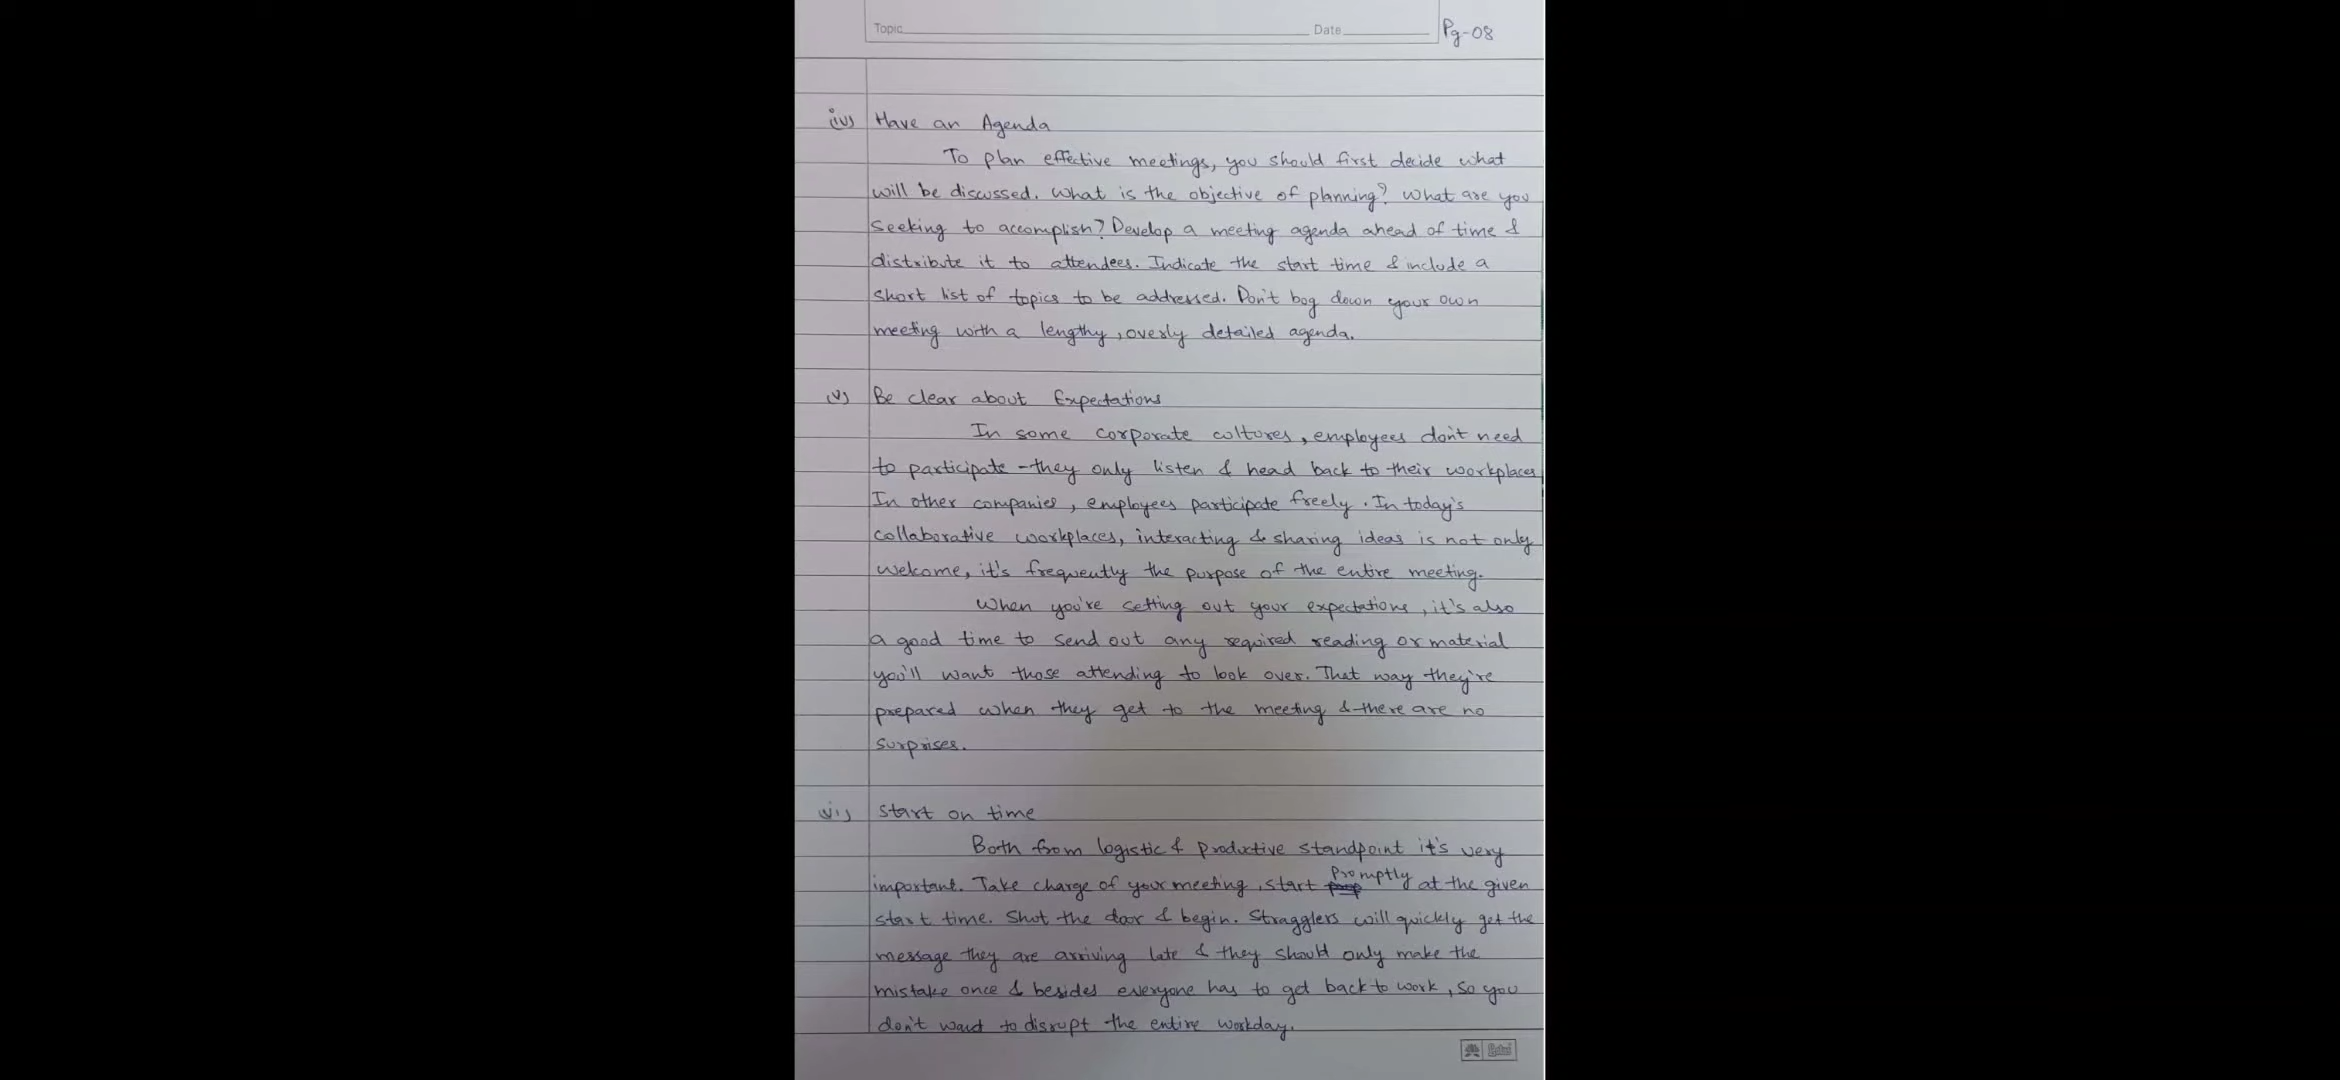 Topic Date Pg-08
(iv) Have an Agenda
To plan effective meetings, you should first decide what
will be discussed. What is the objective of planning? What are you
seeking to accomplish? Develop a meeting agenda ahead of time &
distribute it to attendees. Indicate the start time & include a
short list of topics to be addressed. Don't bog down your own
meeting with a lengthy, overly detailed agenda.
(v) Be clear about Expectations
In some corporate cultures, employees don't need
to participate - they only listen & head back to their workplaces
In other companies, employees participate freely. In today's
collaborative workplaces, interacting & sharing ideas is not only
welcome, it's frequently the purpose of the entire meeting.
When you're setting out your expectations, it's also
a good time to send out any required reading or material
you'll want those attending to look over. That way they're
prepared when they get to the meeting & there are no
surprises.
(vi) Start on time
Both from logistic & productive standpoint it's very
important. Take charge of your meeting, start promptly at the given
start time. Shut the door & begin. Stragglers will quickly get the
message they are arriving late & they should only make the
mistake once & besides everyone has to get back to work, so you
don't want to disrupt the entire workday.